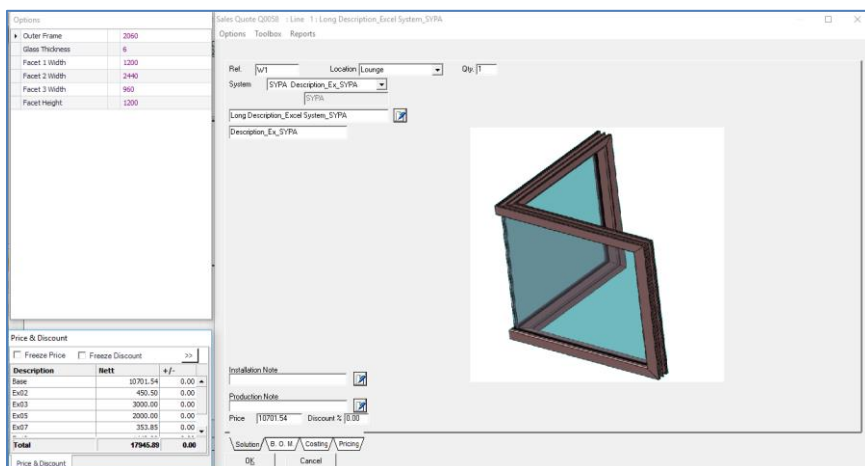 Options
Outer Frame 2060
Glass Thickness 6
Facet 1 Width 1200
Facet 2 Width 2440
Facet 3 Width 960
Facet Height 1200
Price & Discount
Freeze Price Freeze Discount >>
Description Nett +/-
Base 10701.54 0.00
Ex02 450.50 0.00
Ex03 3000.00 0.00
Ex05 2000.00 0.00
Ex07 353.85 0.00
Total 17945.89 0.00
Price & Discount
Sales Quote Q0058 : Line 1 : Long Description_Excel System_SYPA
Options Toolbox Reports
Ref. W1 Location Lounge Qty. 1
System SYPA Description_Ex_SYPA
SYPA
Long Description_Excel System_SYPA
Description_Ex_SYPA
Installation Note
Production Note
Price 10701.54 Discount % 0.00
Solution B. O. M Costing Pricing
OK Cancel